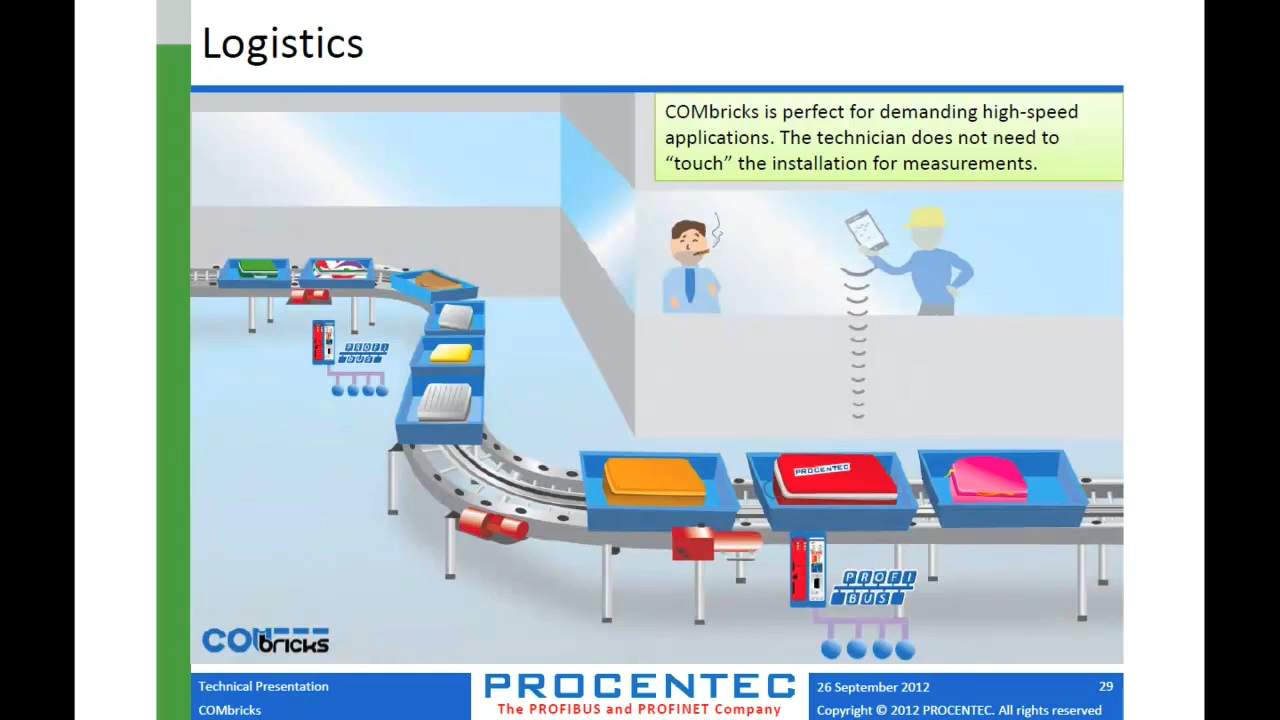 Logistics
COMbricks is perfect for demanding high-speed
applications. The technician does not need to
“touch” the installation for measurements.
PROFI
BUS
PROCENTEC
PROFI
BUS
COMbricks
Technical Presentation
COMbricks
PROCENTEC
The PROFIBUS and PROFINET Company
26 September 2012
29
Copyright © 2012 PROCENTEC. All rights reserved